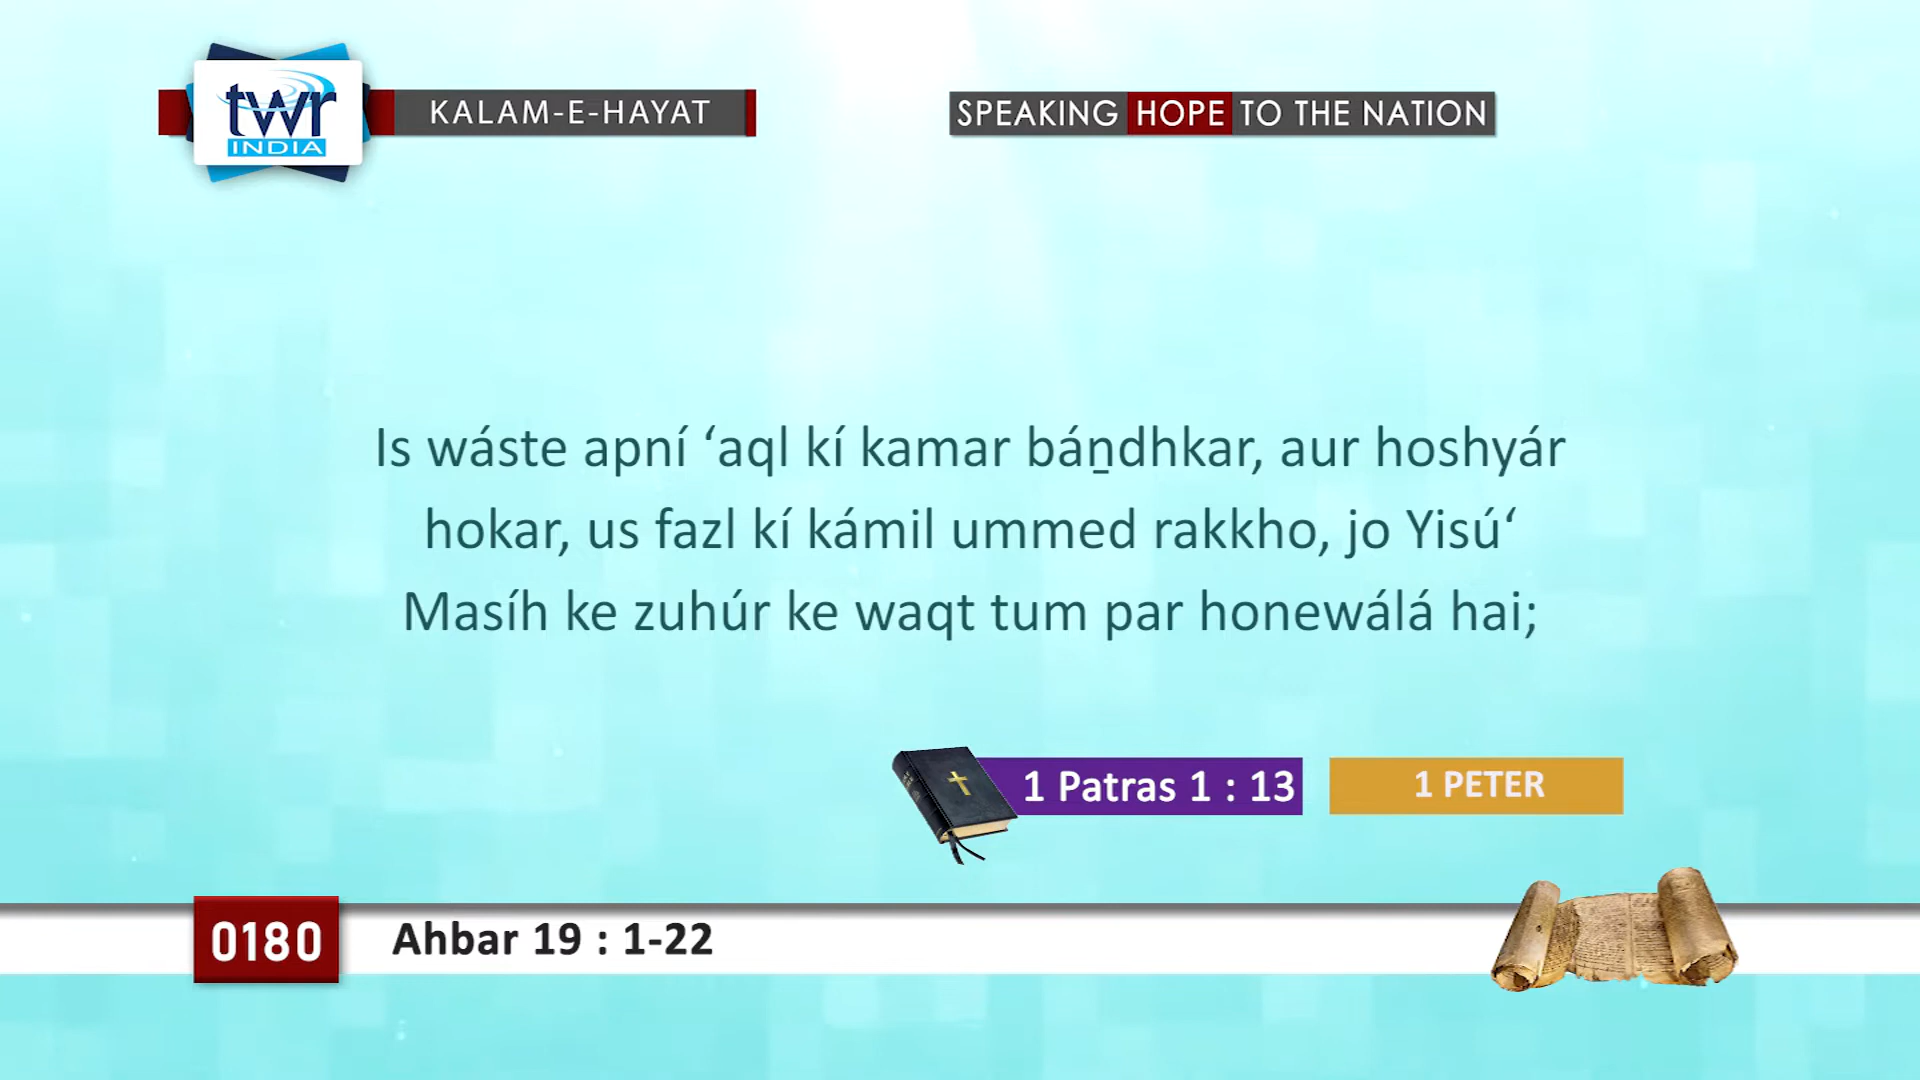 twr
INDIA
KALAM-E-HAYAT
SPEAKING HOPE TO THE NATION
Is wáste apní ‘aql kí kamar báṉdhkar, aur hoshyár
hokar, us fazl kí kámil ummed rakkho, jo Yisú‘
Masíh ke zuhúr ke waqt tum par honewálá hai;
1 Patras 1 : 13
1 PETER
0180
Ahbar 19 : 1-22